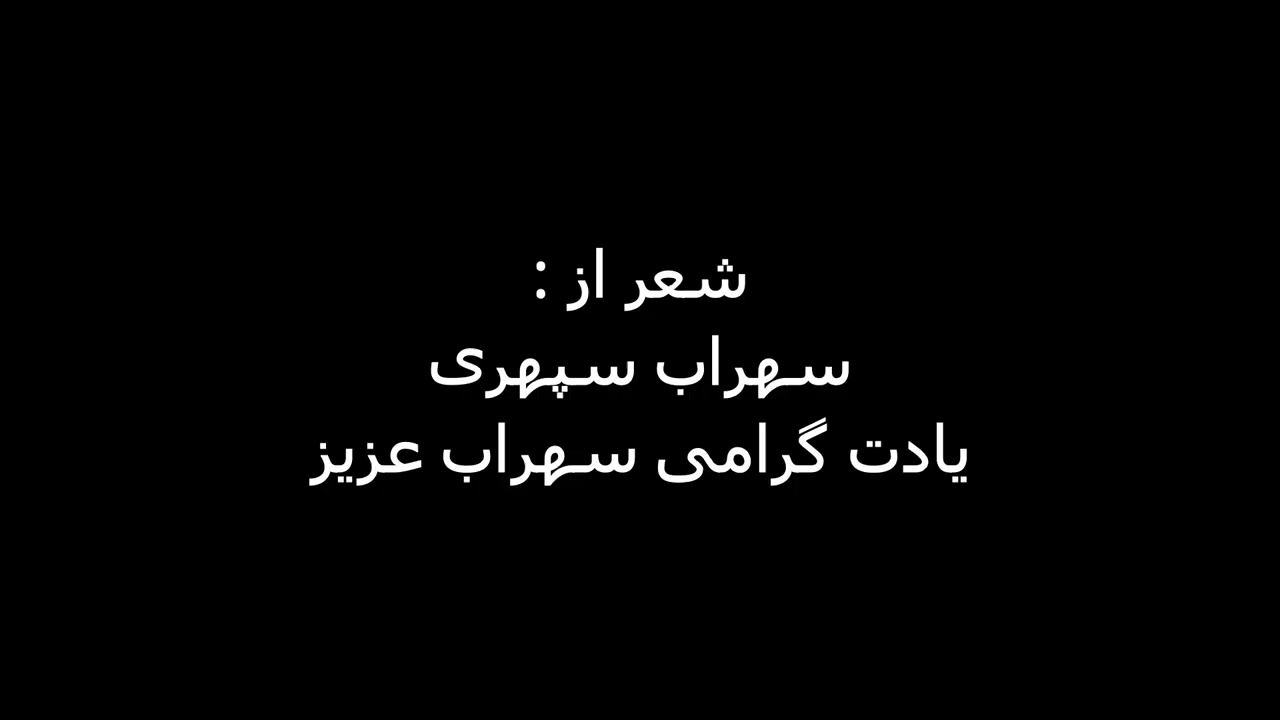 شعر از :
سهراب سپهری
یادت گرامی سهراب عزیز